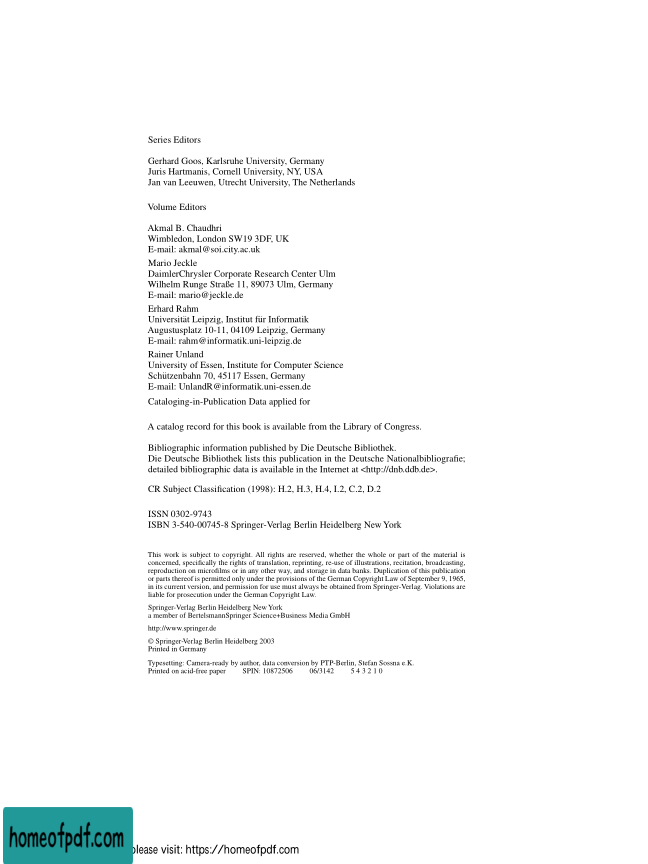 Series Editors
Gerhard Goos, Karlsruhe University, Germany
Juris Hartmanis, Cornell University, NY, USA
Jan van Leeuwen, Utrecht University, The Netherlands
Volume Editors
Akmal B. Chaudhri
Wimbledon, London SW19 3DF, UK
E-mail: akmal@soi.city.ac.uk
Mario Jeckle
DaimlerChrysler Corporate Research Center Ulm
Wilhelm Runge Straße 11, 89073 Ulm, Germany
E-mail: mario@jeckle.de
Erhard Rahm
Universität Leipzig, Institut für Informatik
Augustusplatz 10-11, 04109 Leipzig, Germany
E-mail: rahm@informatik.uni-leipzig.de
Rainer Unland
University of Essen, Institute for Computer Science
Schützenbahn 70, 45117 Essen, Germany
E-mail: UnlandR@informatik.uni-essen.de
Cataloging-in-Publication Data applied for
A catalog record for this book is available from the Library of Congress.
Bibliographic information published by Die Deutsche Bibliothek.
Die Deutsche Bibliothek lists this publication in the Deutsche Nationalbibliografie;
detailed bibliographic data is available in the Internet at <http://dnb.ddb.de>.
CR Subject Classification (1998): H.2, H.3, H.4, I.2, C.2, D.2
ISSN 0302-9743
ISBN 3-540-00745-8 Springer-Verlag Berlin Heidelberg New York
This work is subject to copyright. All rights are reserved, whether the whole or part of the material is
concerned, specifically the rights of translation, reprinting, re-use of illustrations, recitation, broadcasting,
reproduction on microfilms or in any other way, and storage in data banks. Duplication of this publication
or parts thereof is permitted only under the provisions of the German Copyright Law of September 9, 1965,
in its current version, and permission for use must always be obtained from Springer-Verlag. Violations are
liable for prosecution under the German Copyright Law.
Springer-Verlag Berlin Heidelberg New York
a member of BertelsmannSpringer Science+Business Media GmbH
http://www.springer.de
© Springer-Verlag Berlin Heidelberg 2003
Printed in Germany
Typesetting: Camera-ready by author, data conversion by PTP-Berlin, Stefan Sossna e.K.
Printed on acid-free paper SPIN: 10872506 06/3142 5 4 3 2 1 0
homeofpdf.com
please visit: https://homeofpdf.com